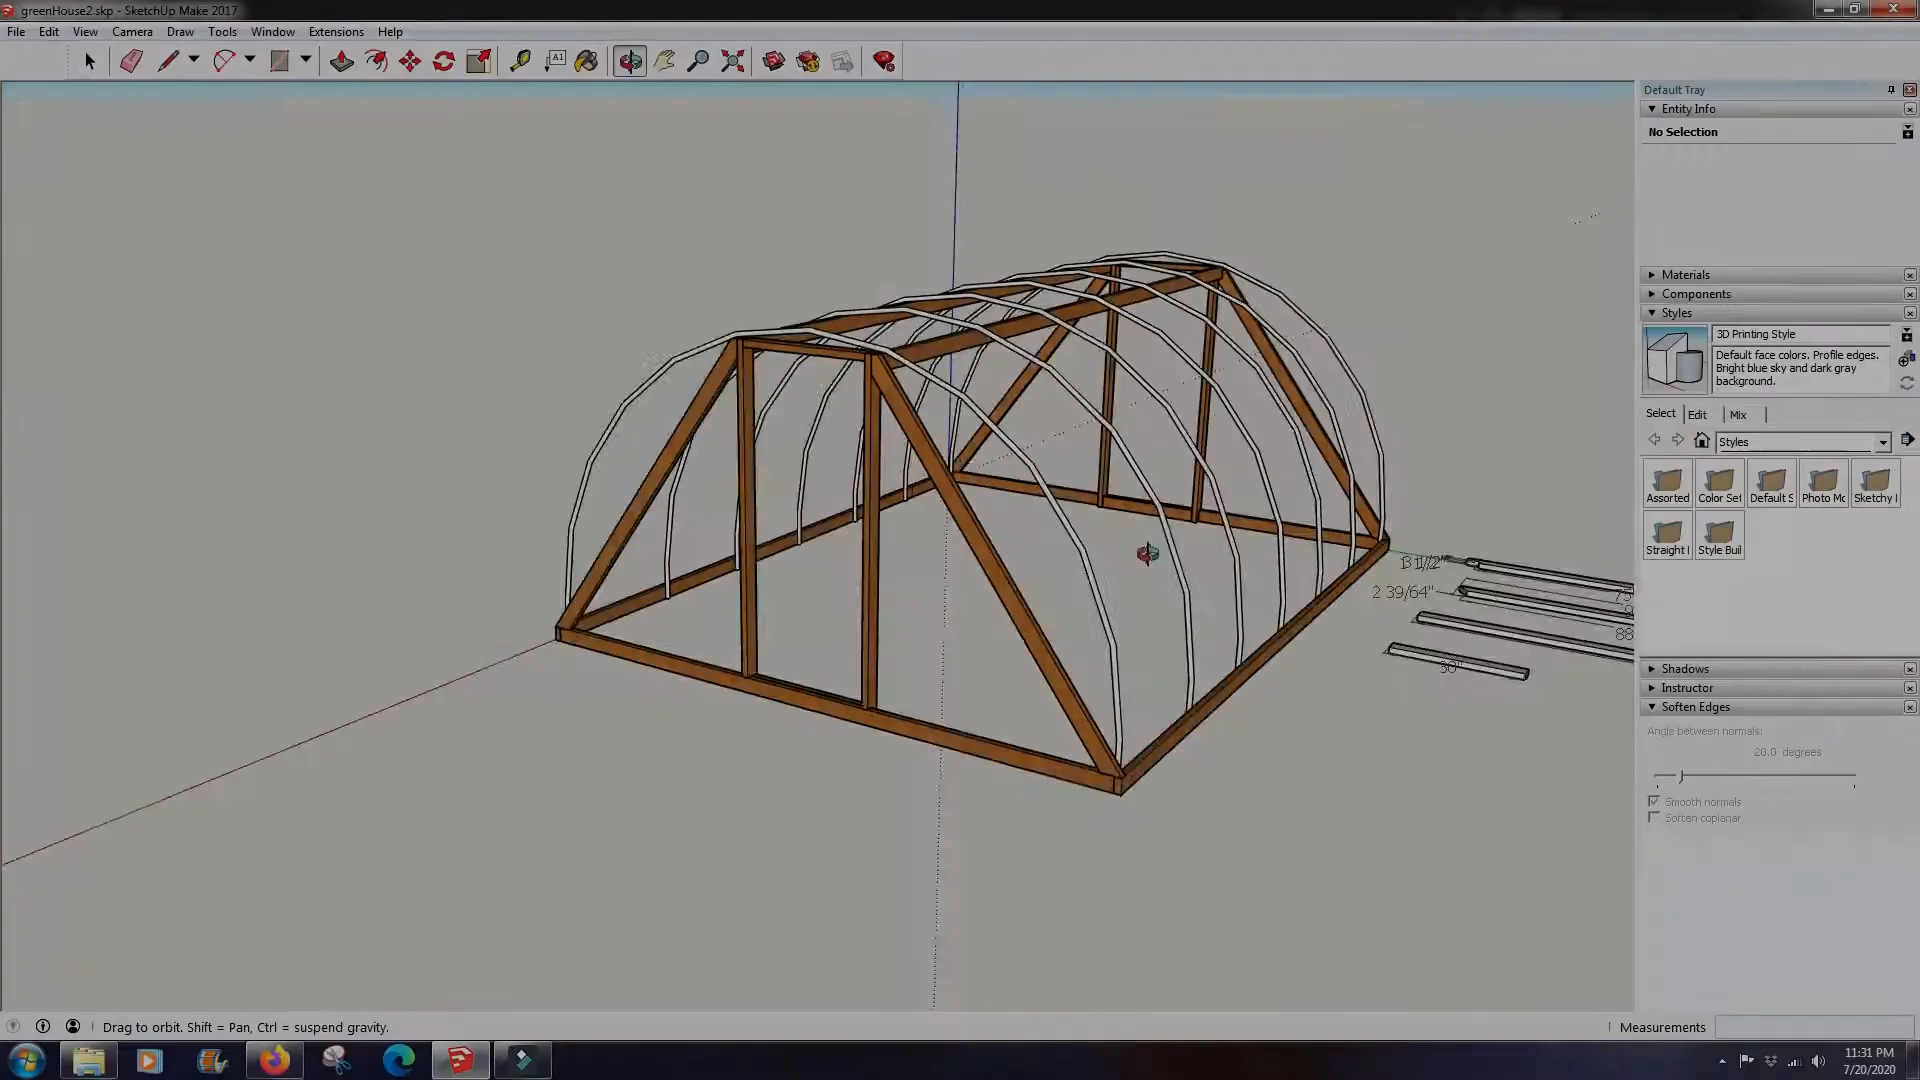 greenHouse2.skp - SketchUp Make 2017
File Edit View Camera Draw Tools Window Extensions Help
A1
Default Tray
Entity Info
No Selection
Materials
Components
Styles
3D Printing Style
Default face colors. Profile edges.
Bright blue sky and dark gray
background.
Select Edit Mix
Styles
Assorted Color Set Default S Photo Mo Sketchy I
Straight I Style Buil
2 39/64"
88
30"
Shadows
Instructor
Soften Edges
Angle between normals:
20.0 degrees
Smooth normals
Soften coplanar
Drag to orbit. Shift = Pan, Ctrl = suspend gravity.
Measurements
11:31 PM
7/20/2020